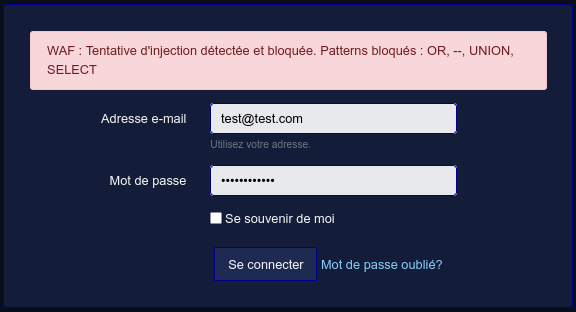 WAF : Tentative d'injection détectée et bloquée. Patterns bloqués : OR, --, UNION,
SELECT
Adresse e-mail test@test.com
Utilisez votre adresse.
Mot de passe ••••••••••••
Se souvenir de moi
Se connecter Mot de passe oublié?